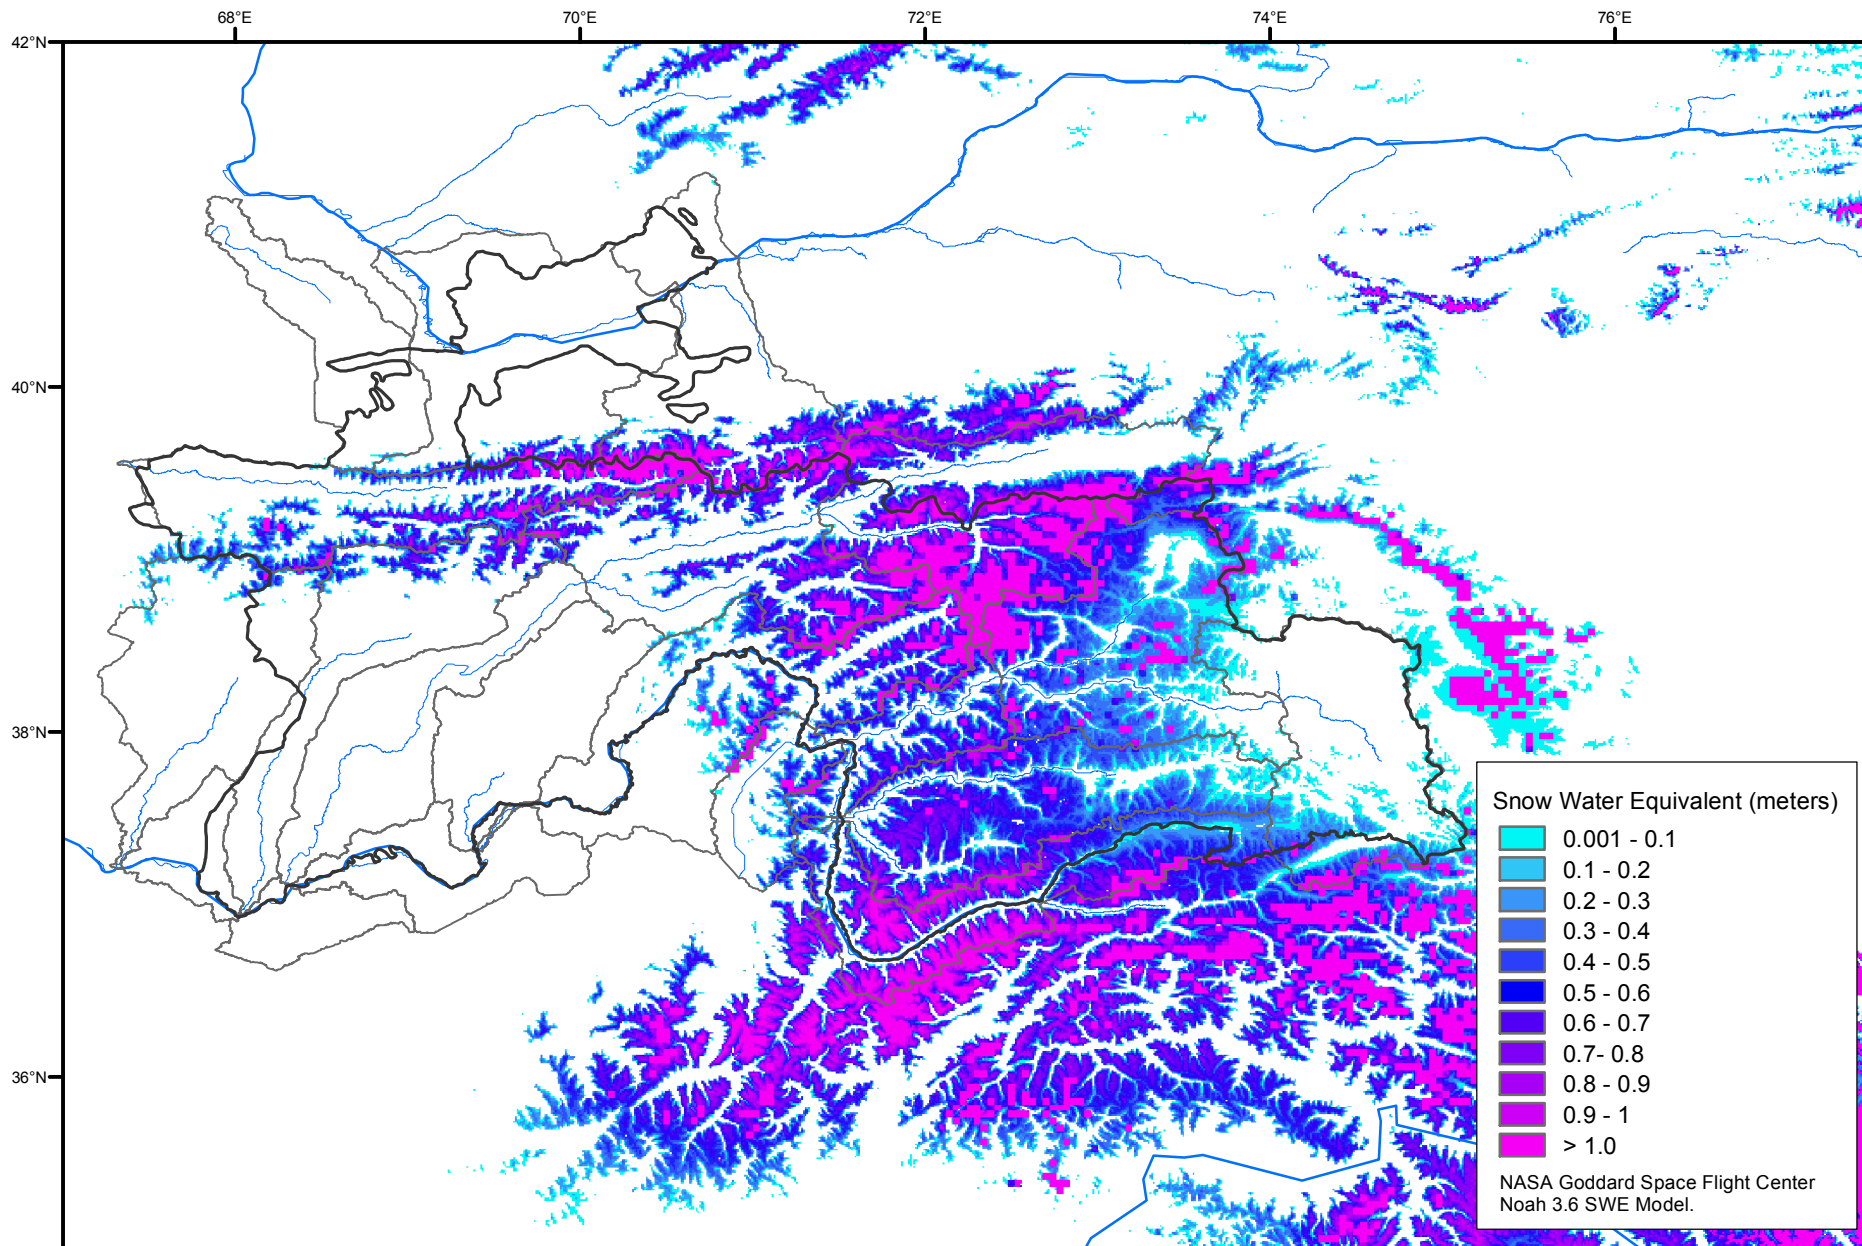 68°E
70°E
72°E
74°E
76°E
42°N
40°N
38°N
36°N
Snow Water Equivalent (meters)
0.001 - 0.1
0.1 - 0.2
0.2 - 0.3
0.3 - 0.4
0.4 - 0.5
0.5 - 0.6
0.6 - 0.7
0.7- 0.8
0.8 - 0.9
0.9 - 1
> 1.0
NASA Goddard Space Flight Center
Noah 3.6 SWE Model.